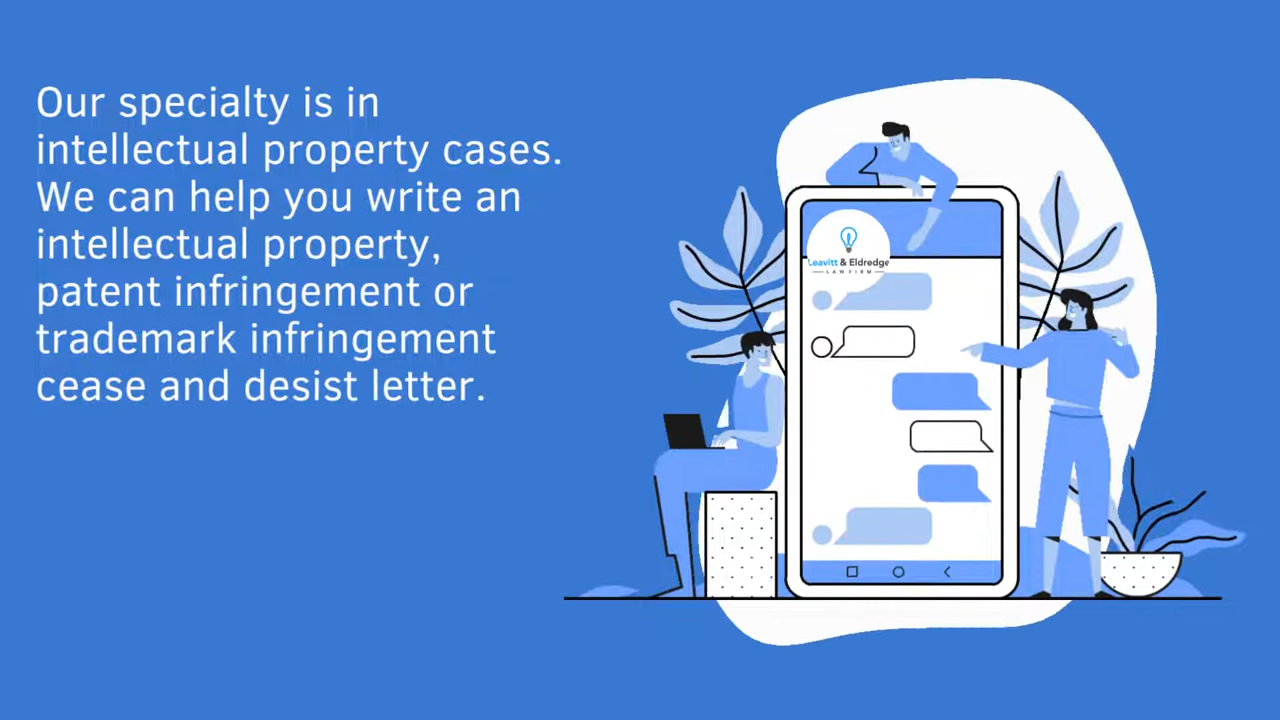 Our specialty is in
intellectual property cases.
We can help you write an
intellectual property,
patent infringement or
trademark infringement
cease and desist letter.
Leavitt & Eldredge
LAW FIRM